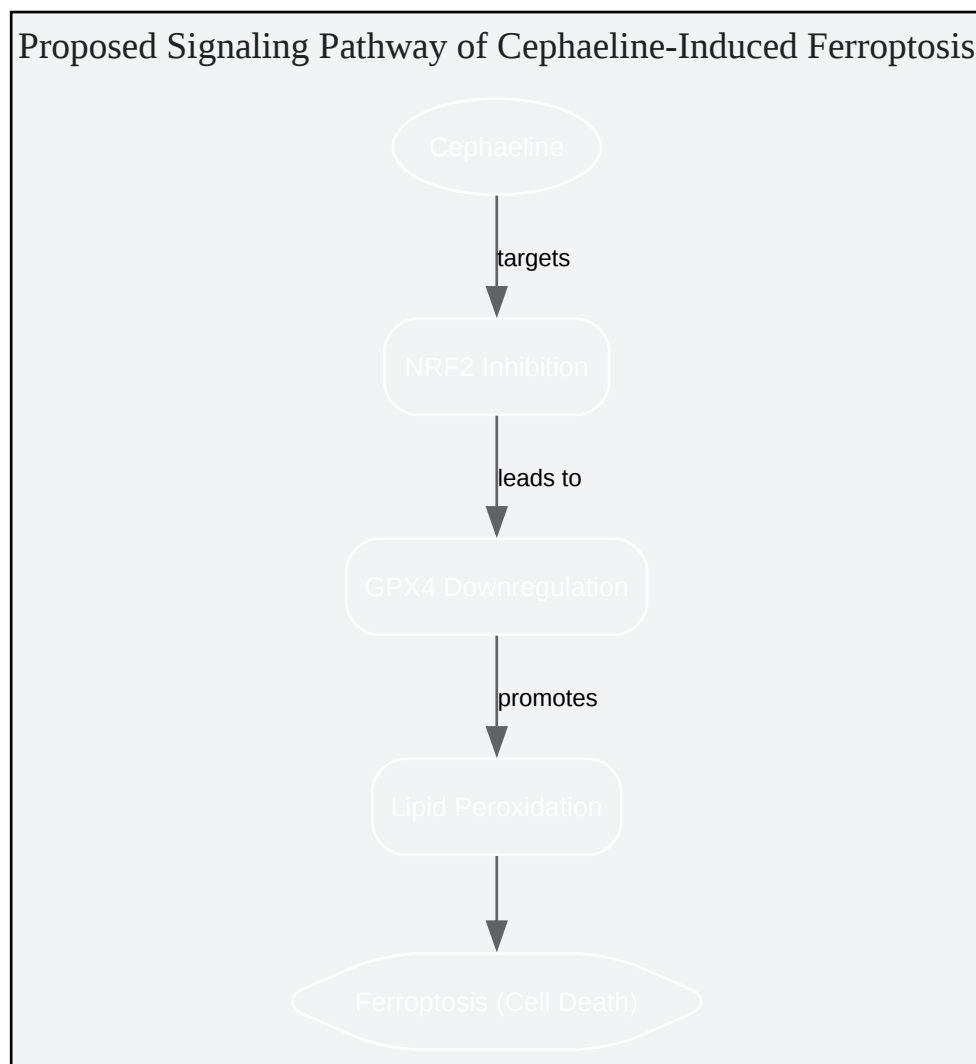 Proposed Signaling Pathway of Cephaeline-Induced Ferroptosis
Cephaeline
targets
NRF2 Inhibition
leads to
GPX4 Downregulation
promotes
Lipid Peroxidation
Ferroptosis (Cell Death)